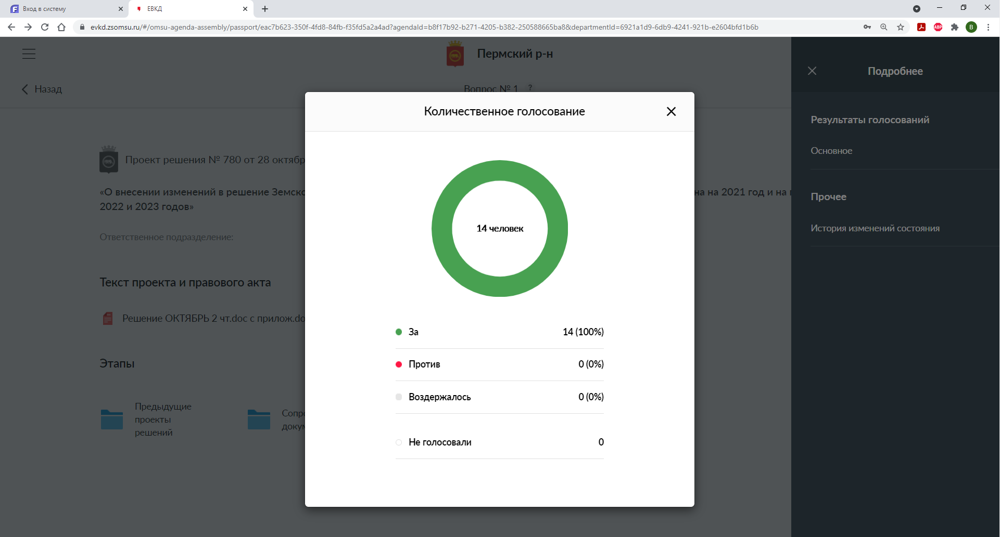 Вход в систему
ЕВКД
evkd.zsomsu.ru/#/omsu-agenda-assembly/passport/eac7b623-350f-4fd8-84fb-f35fd5a2a4ad?agendaId=b8f17b92-b271-4205-b382-250588665ba8&departmentId=6921a1d9-6db9-4241-921b-e2604bfd1b6b
ABP
B
Пермский р-н
Подробнее
Назад
Вопрос № 1 ?
Количественное голосование
Результаты голосований
Основное
Прочее
История изменений состояния
Проект решения № 780 от 28 октябр
«О внесении изменений в решение Земск
на на 2021 год и на
2022 и 2023 годов»
Ответственное подразделение:
Текст проекта и правового акта
Решение ОКТЯБРЬ 2 чт.doc с прилож.do
Этапы
Предыдущие
проекты
решений
Сопр
докум
14 человек
За 14 (100%)
Против 0 (0%)
Воздержалось 0 (0%)
Не голосовали 0